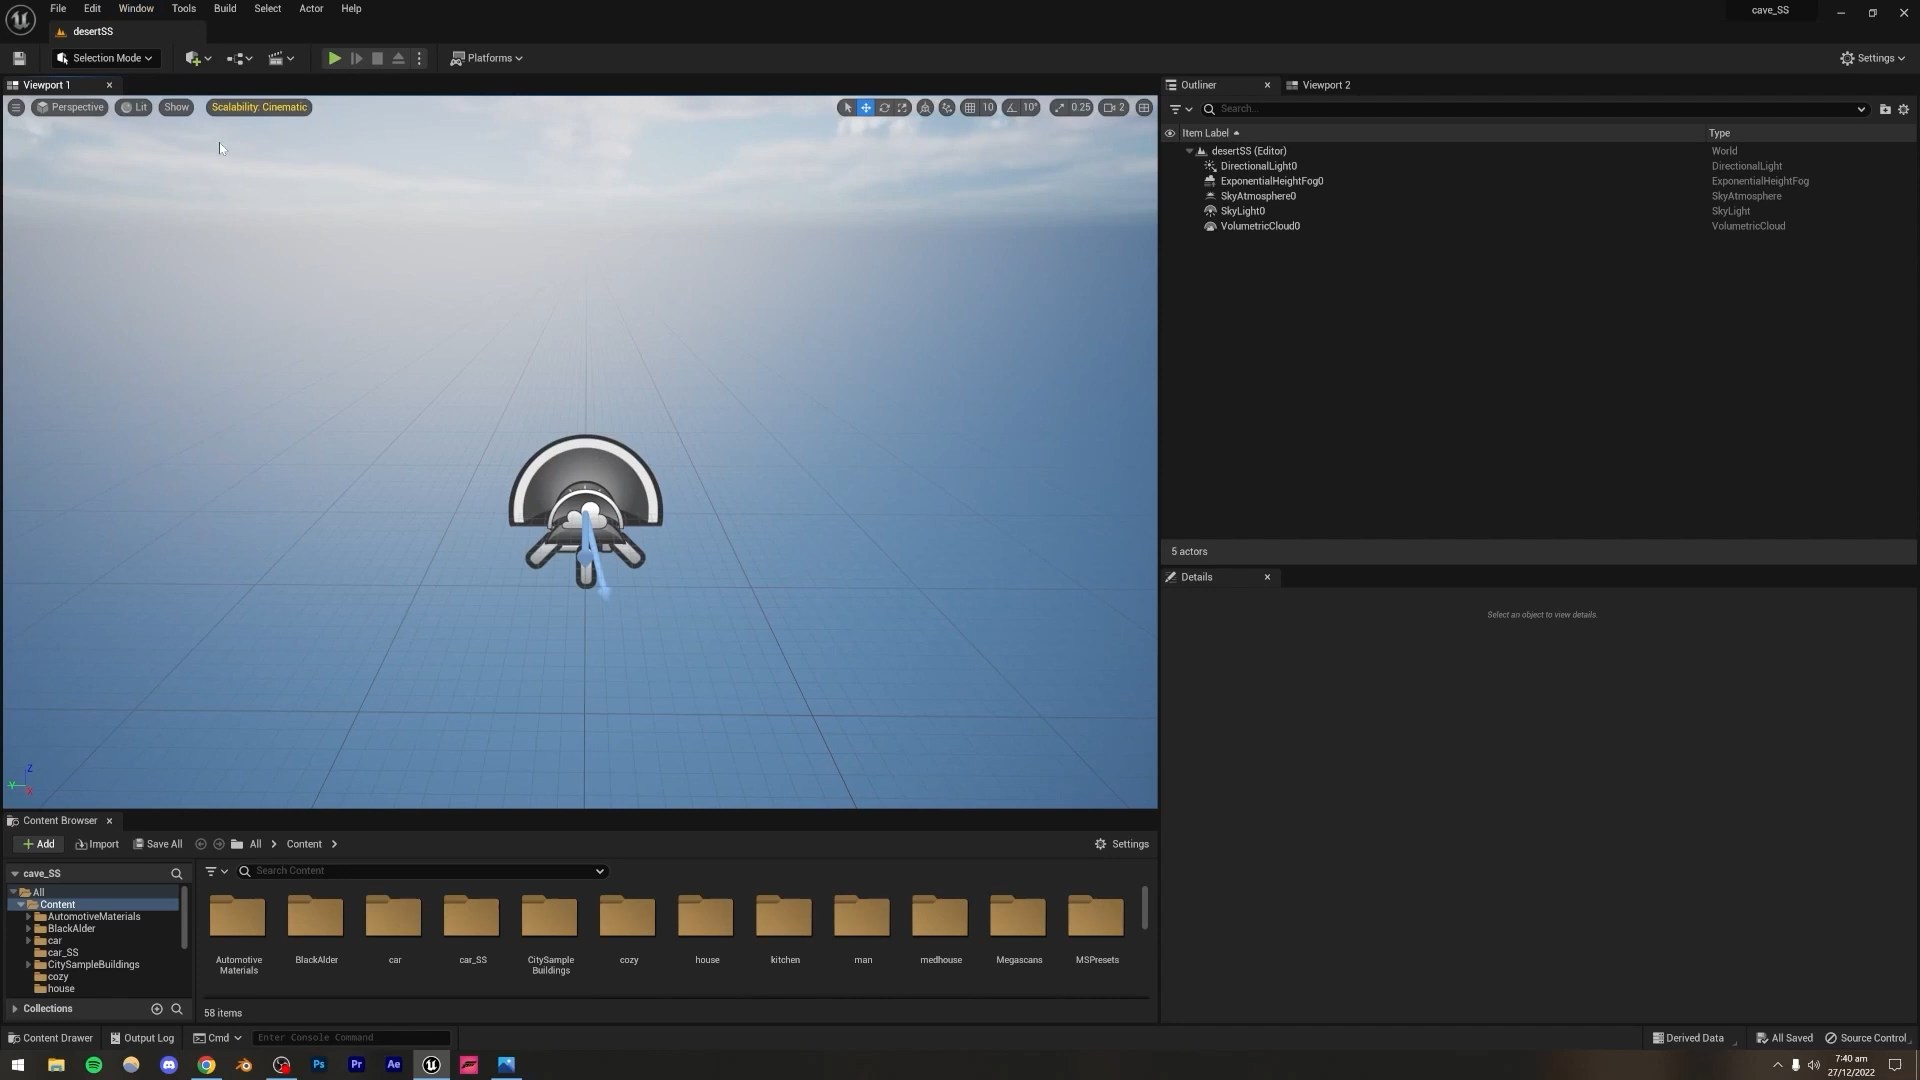 File Edit Window Tools Build Select Actor Help
cave_SS
desertSS
Selection Mode
Platforms
Settings
Viewport 1
Outliner
Viewport 2
Perspective
Lit
Show
Scalability: Cinematic
10
10°
0.25
2
Search...
Item Label
Type
desertSS (Editor)
World
DirectionalLight0
DirectionalLight
ExponentialHeightFog0
ExponentialHeightFog
SkyAtmosphere0
SkyAtmosphere
SkyLight0
SkyLight
VolumetricCloud0
VolumetricCloud
5 actors
Details
Select an object to view details.
Z
Y
X
Content Browser
Add
Import
Save All
All
Content
Settings
cave_SS
Search Content
All
Content
AutomotiveMaterials
BlackAlder
car
car_SS
CitySampleBuildings
cozy
house
Automotive
Materials
BlackAlder
car
car_SS
CitySample
Buildings
cozy
house
kitchen
man
medhouse
Megascans
MSPresets
Collections
58 items
Content Drawer
Output Log
Cmd
Enter Console Command
Derived Data
All Saved
Source Control
Ps
Pr
Ae
7:40 am
27/12/2022